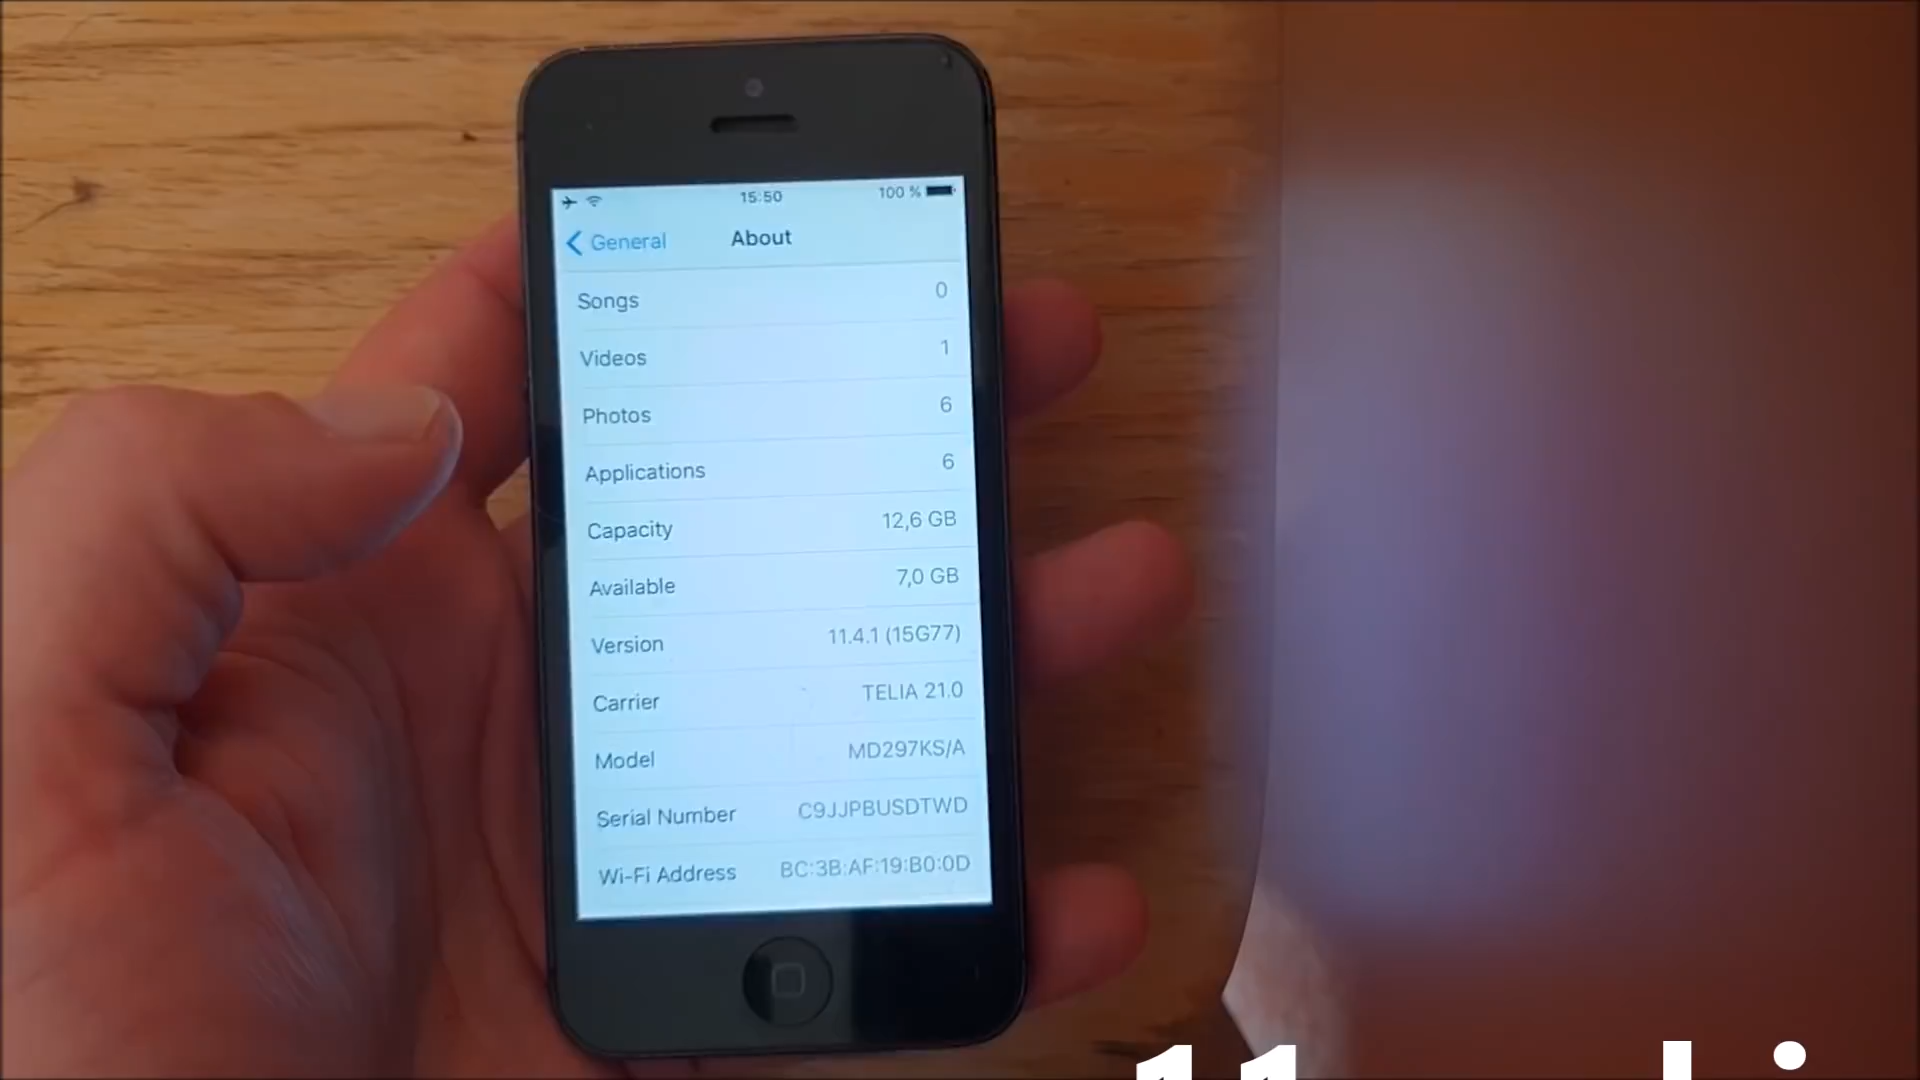 15:50 100 %
General About
Songs 0
Videos 1
Photos 6
Applications 6
Capacity 12,6 GB
Available 7,0 GB
Version 11.4.1 (15G77)
Carrier TELIA 21.0
Model MD297KS/A
Serial Number C9JJPBUSDTWD
Wi-Fi Address BC:3B:AF:19:B0:0D